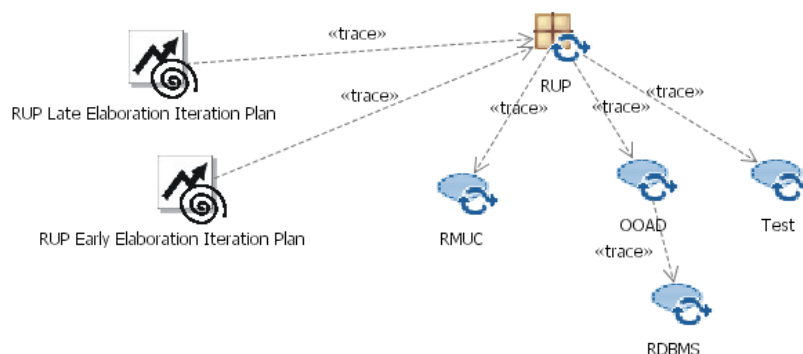 «trace»
RUP
RUP Late Elaboration Iteration Plan
«trace»
«trace»
«trace»
«trace»
RUP Early Elaboration Iteration Plan
RMUC
OOAD
Test
«trace»
RDBMS